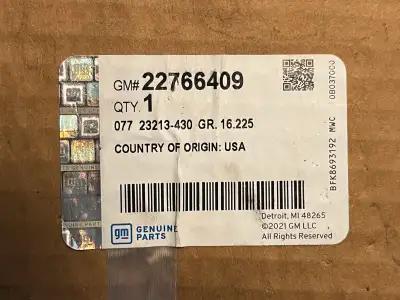 GM# 22766409
QTY. 1
077 23213-430 GR. 16.225
COUNTRY OF ORIGIN: USA
gm GENUINE PARTS
Detroit, MI 48265
©2021 GM LLC
All Rights Reserved
08037000
BFK8693192 MWC